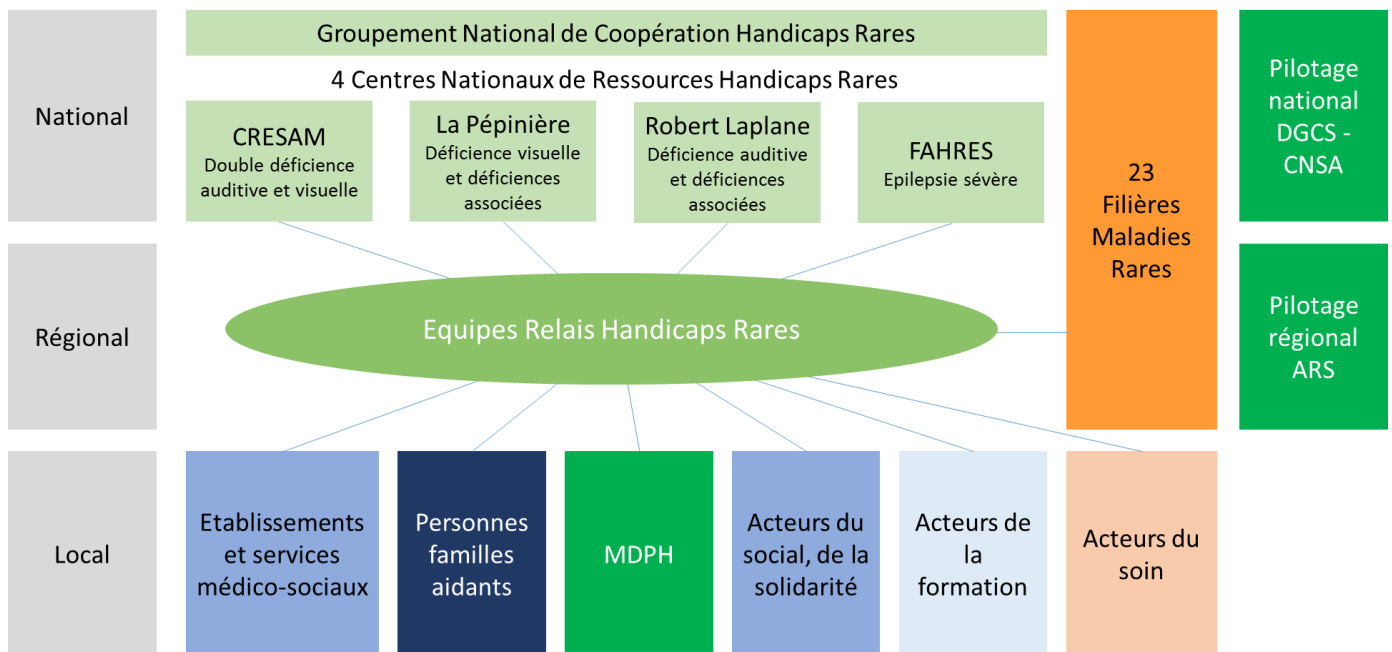 National
Groupement National de Coopération Handicaps Rares
4 Centres Nationaux de Ressources Handicaps Rares
CRESAM
Double déficience
auditive et visuelle
La Pépinière
Déficience visuelle
et déficiences
associées
Robert Laplane
Déficience auditive
et déficiences
associées
FAHRES
Epilepsie sévère
23
Filières
Maladies
Rares
Pilotage
national
DGCS -
CNSA
Régional
Equipes Relais Handicaps Rares
Pilotage
régional
ARS
Local
Etablissements
et services
médico-sociaux
Personnes
familles
aidants
MDPH
Acteurs du
social, de la
solidarité
Acteurs de
la
formation
Acteurs du
soin